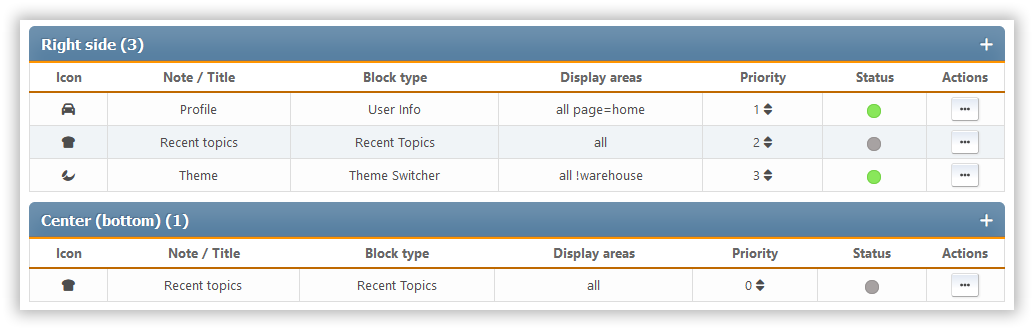 Right side (3)
Icon Note / Title Block type Display areas Priority Status Actions
Profile User Info all page=home 1
Recent topics Recent Topics all 2
Theme Theme Switcher all !warehouse 3
Center (bottom) (1)
Icon Note / Title Block type Display areas Priority Status Actions
Recent topics Recent Topics all 0